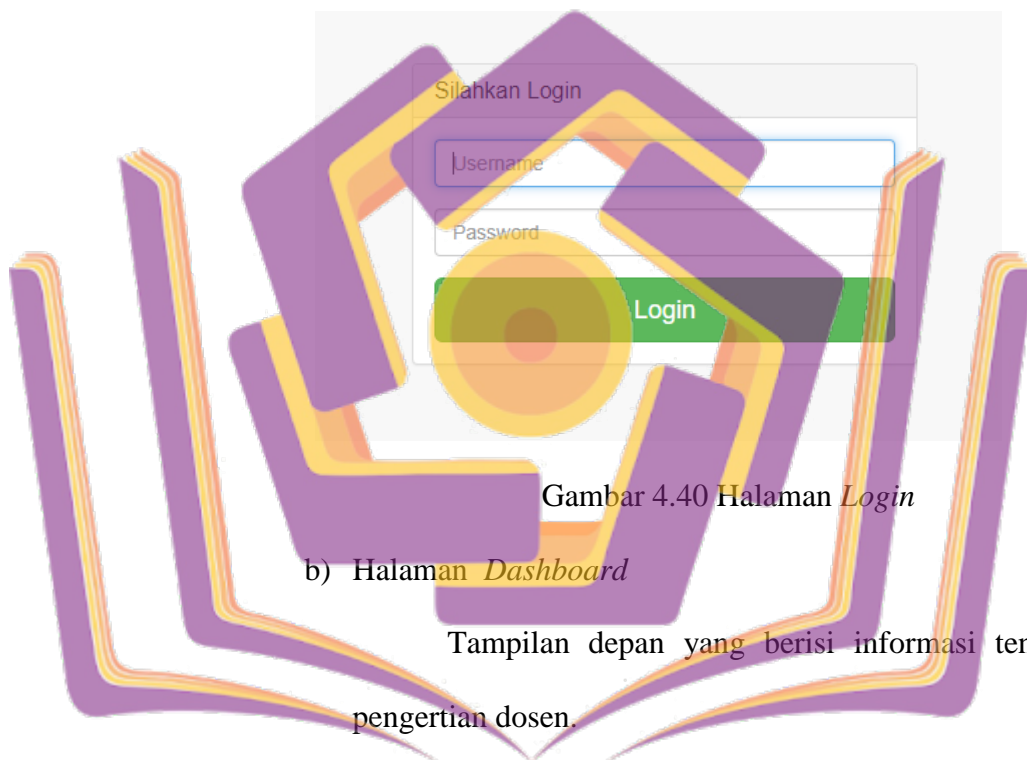 Silahkan Login
Username
Password
Login
Gambar 4.40 Halaman Login
b) Halaman Dashboard
Tampilan depan yang berisi informasi
pengertian dosen.